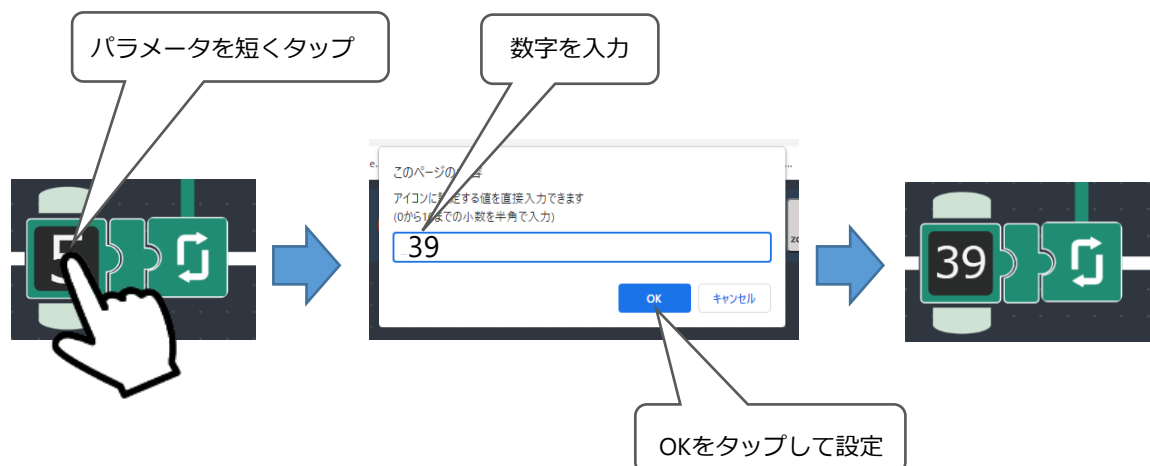 パラメータを短くタップ
数字を入力
5
e.
このページの
アイコンに
する値を直接入力できます
(0から10までの小数を半角で入力)
39
OK
キャンセル
39
OKをタップして設定